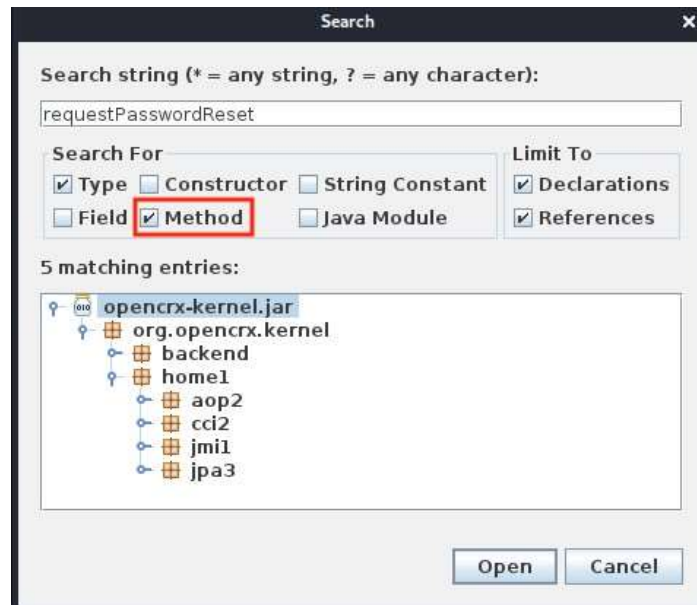 Search
Search string (* = any string, ? = any character):
requestPasswordReset
Search For
Type Constructor String Constant
Field Method Java Module
Limit To
Declarations
References
5 matching entries:
opencrx-kernel.jar
org.opencrx.kernel
backend
home1
aop2
cci2
jmi1
jpa3
Open Cancel